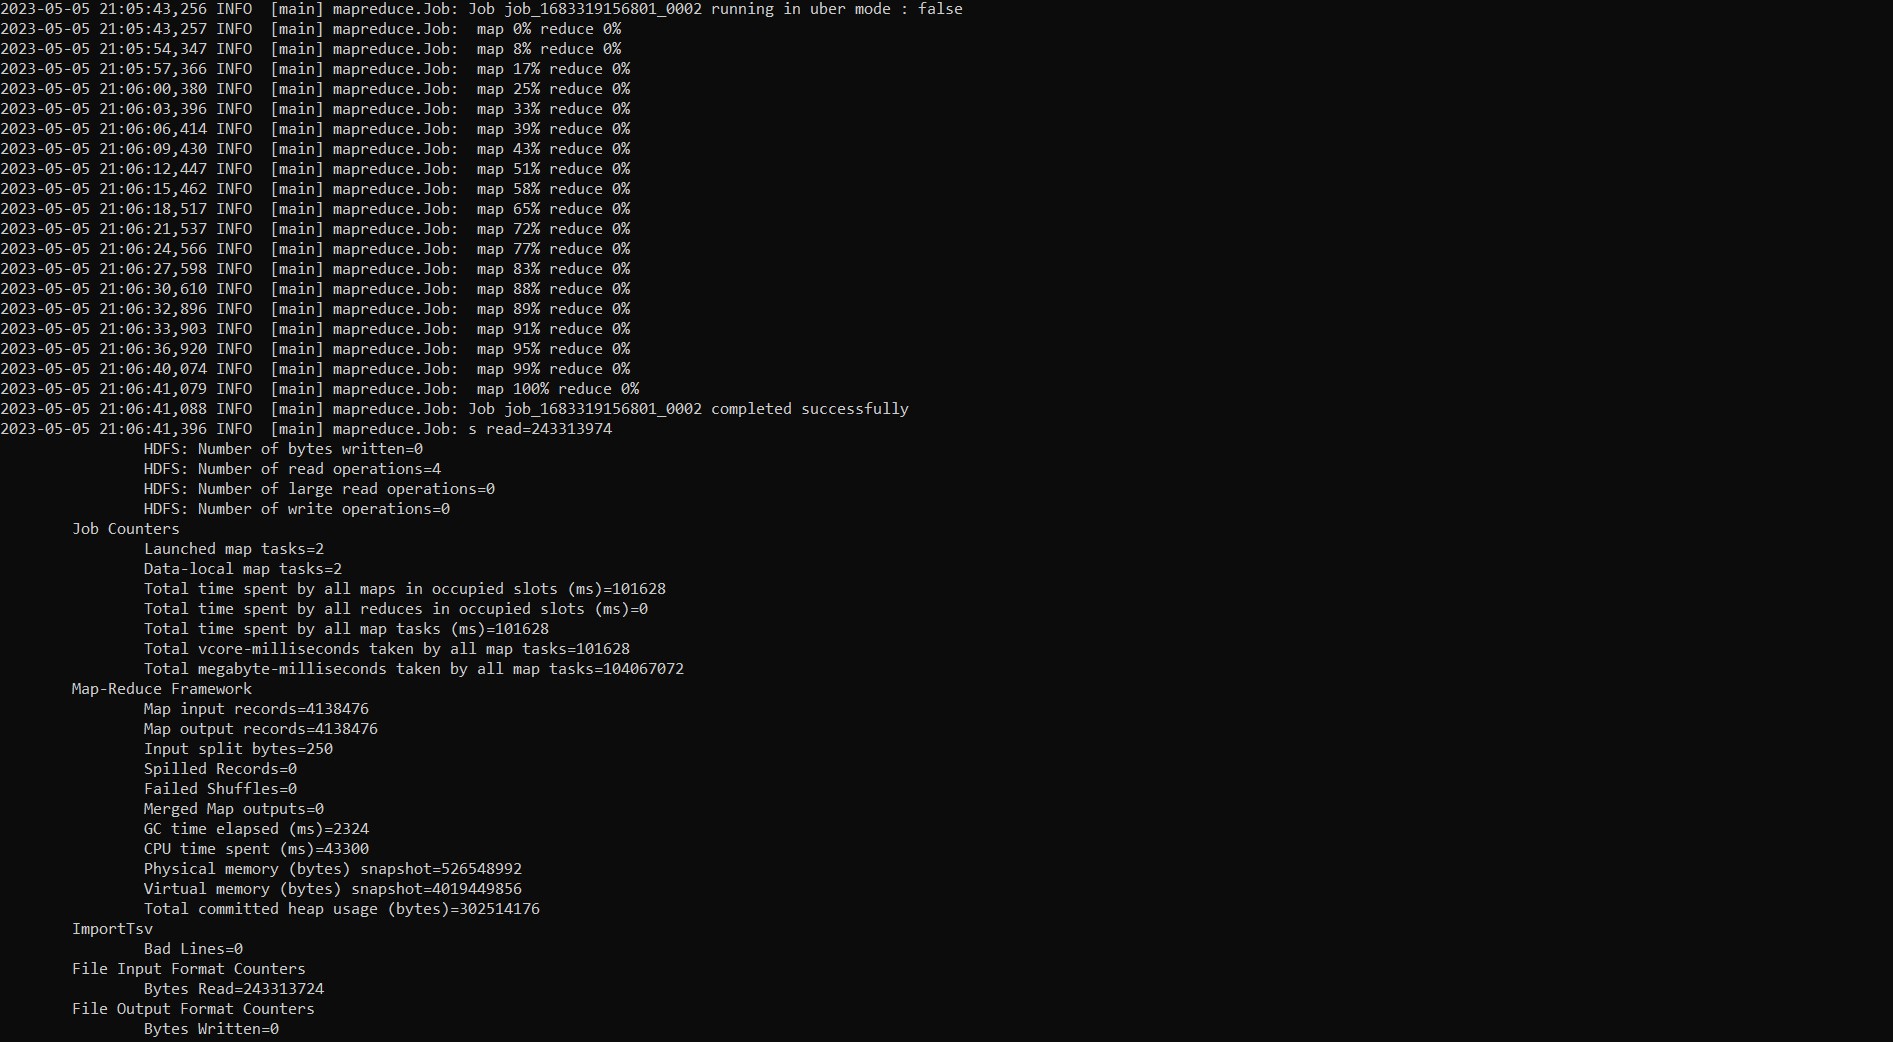 2023-05-05 21:05:43,256 INFO  [main] mapreduce.Job: Job job_1683319156801_0002 running in uber mode : false
2023-05-05 21:05:43,257 INFO  [main] mapreduce.Job:  map 0% reduce 0%
2023-05-05 21:05:54,347 INFO  [main] mapreduce.Job:  map 8% reduce 0%
2023-05-05 21:05:57,366 INFO  [main] mapreduce.Job:  map 17% reduce 0%
2023-05-05 21:06:00,380 INFO  [main] mapreduce.Job:  map 25% reduce 0%
2023-05-05 21:06:03,396 INFO  [main] mapreduce.Job:  map 33% reduce 0%
2023-05-05 21:06:06,414 INFO  [main] mapreduce.Job:  map 39% reduce 0%
2023-05-05 21:06:09,430 INFO  [main] mapreduce.Job:  map 43% reduce 0%
2023-05-05 21:06:12,447 INFO  [main] mapreduce.Job:  map 51% reduce 0%
2023-05-05 21:06:15,462 INFO  [main] mapreduce.Job:  map 58% reduce 0%
2023-05-05 21:06:18,517 INFO  [main] mapreduce.Job:  map 65% reduce 0%
2023-05-05 21:06:21,537 INFO  [main] mapreduce.Job:  map 72% reduce 0%
2023-05-05 21:06:24,566 INFO  [main] mapreduce.Job:  map 77% reduce 0%
2023-05-05 21:06:27,598 INFO  [main] mapreduce.Job:  map 83% reduce 0%
2023-05-05 21:06:30,610 INFO  [main] mapreduce.Job:  map 88% reduce 0%
2023-05-05 21:06:32,896 INFO  [main] mapreduce.Job:  map 89% reduce 0%
2023-05-05 21:06:33,903 INFO  [main] mapreduce.Job:  map 91% reduce 0%
2023-05-05 21:06:36,920 INFO  [main] mapreduce.Job:  map 95% reduce 0%
2023-05-05 21:06:40,074 INFO  [main] mapreduce.Job:  map 99% reduce 0%
2023-05-05 21:06:41,079 INFO  [main] mapreduce.Job:  map 100% reduce 0%
2023-05-05 21:06:41,088 INFO  [main] mapreduce.Job: Job job_1683319156801_0002 completed successfully
2023-05-05 21:06:41,396 INFO  [main] mapreduce.Job: s read=243313974
HDFS: Number of bytes written=0
HDFS: Number of read operations=4
HDFS: Number of large read operations=0
HDFS: Number of write operations=0
Job Counters
Launched map tasks=2
Data-local map tasks=2
Total time spent by all maps in occupied slots (ms)=101628
Total time spent by all reduces in occupied slots (ms)=0
Total time spent by all map tasks (ms)=101628
Total vcore-milliseconds taken by all map tasks=101628
Total megabyte-milliseconds taken by all map tasks=104067072
Map-Reduce Framework
Map input records=4138476
Map output records=4138476
Input split bytes=250
Spilled Records=0
Failed Shuffles=0
Merged Map outputs=0
GC time elapsed (ms)=2324
CPU time spent (ms)=43300
Physical memory (bytes) snapshot=526548992
Virtual memory (bytes) snapshot=4019449856
Total committed heap usage (bytes)=302514176
ImportTsv
Bad Lines=0
File Input Format Counters
Bytes Read=243313724
File Output Format Counters
Bytes Written=0